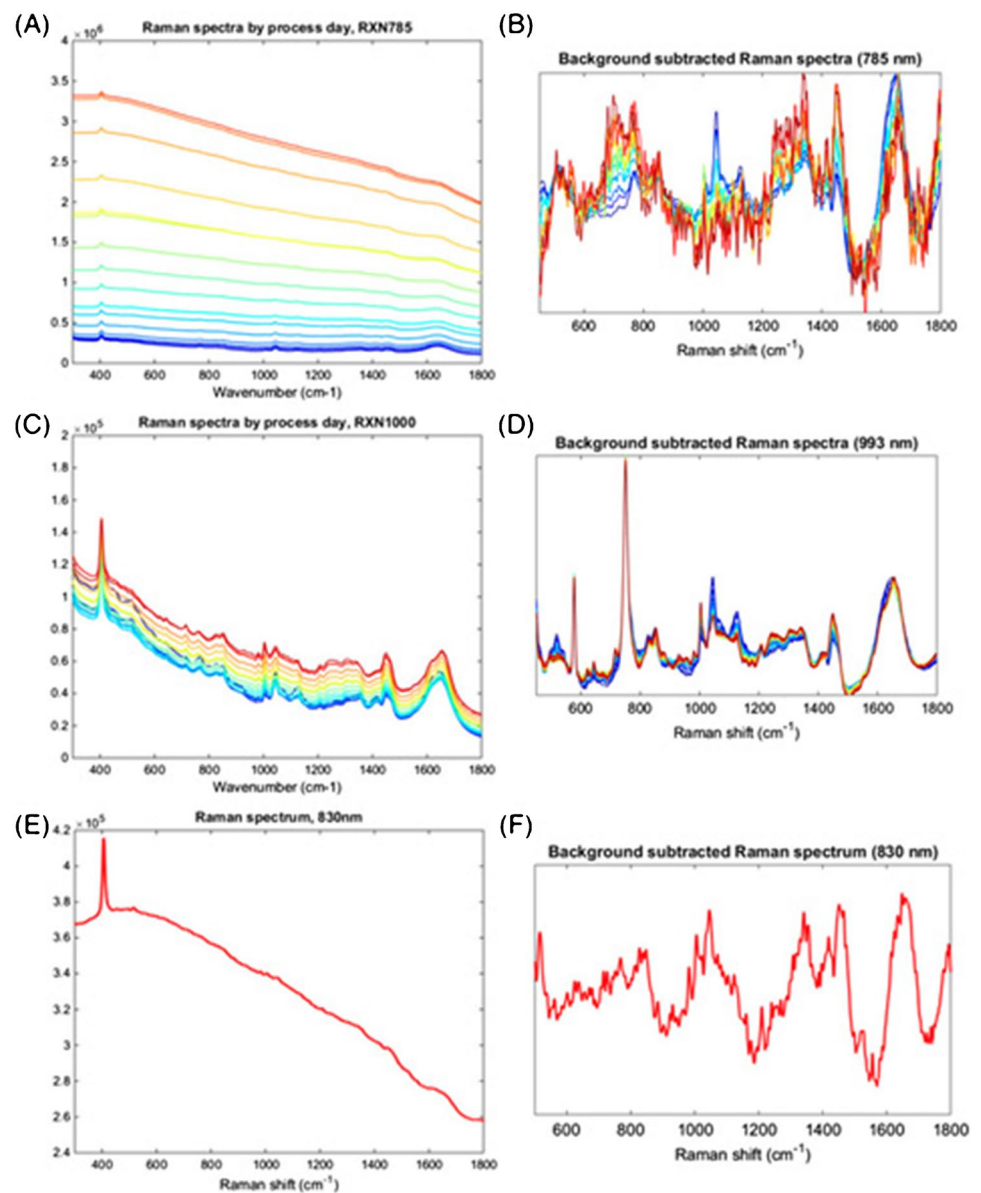 (A)
Raman spectra by process day, RXN785
× 10^6
4
3.5
3
2.5
2
1.5
1
0.5
0
400 600 800 1000 1200 1400 1600 1800
Wavenumber (cm-1)
(B)
Background subtracted Raman spectra (785 nm)
600 800 1000 1200 1400 1600 1800
Raman shift (cm^-1)
(C)
Raman spectra by process day, RXN1000
× 10^5
2
1.8
1.6
1.4
1.2
1
0.8
0.6
0.4
0.2
0
400 600 800 1000 1200 1400 1600 1800
Wavenumber (cm-1)
(D)
Background subtracted Raman spectra (993 nm)
600 800 1000 1200 1400 1600 1800
Raman shift (cm^-1)
(E)
Raman spectrum, 830nm
× 10^5
4.2
4
3.8
3.6
3.4
3.2
3
2.8
2.6
2.4
400 600 800 1000 1200 1400 1600 1800
Raman shift (cm^-1)
(F)
Background subtracted Raman spectrum (830 nm)
600 800 1000 1200 1400 1600 1800
Raman shift (cm^-1)